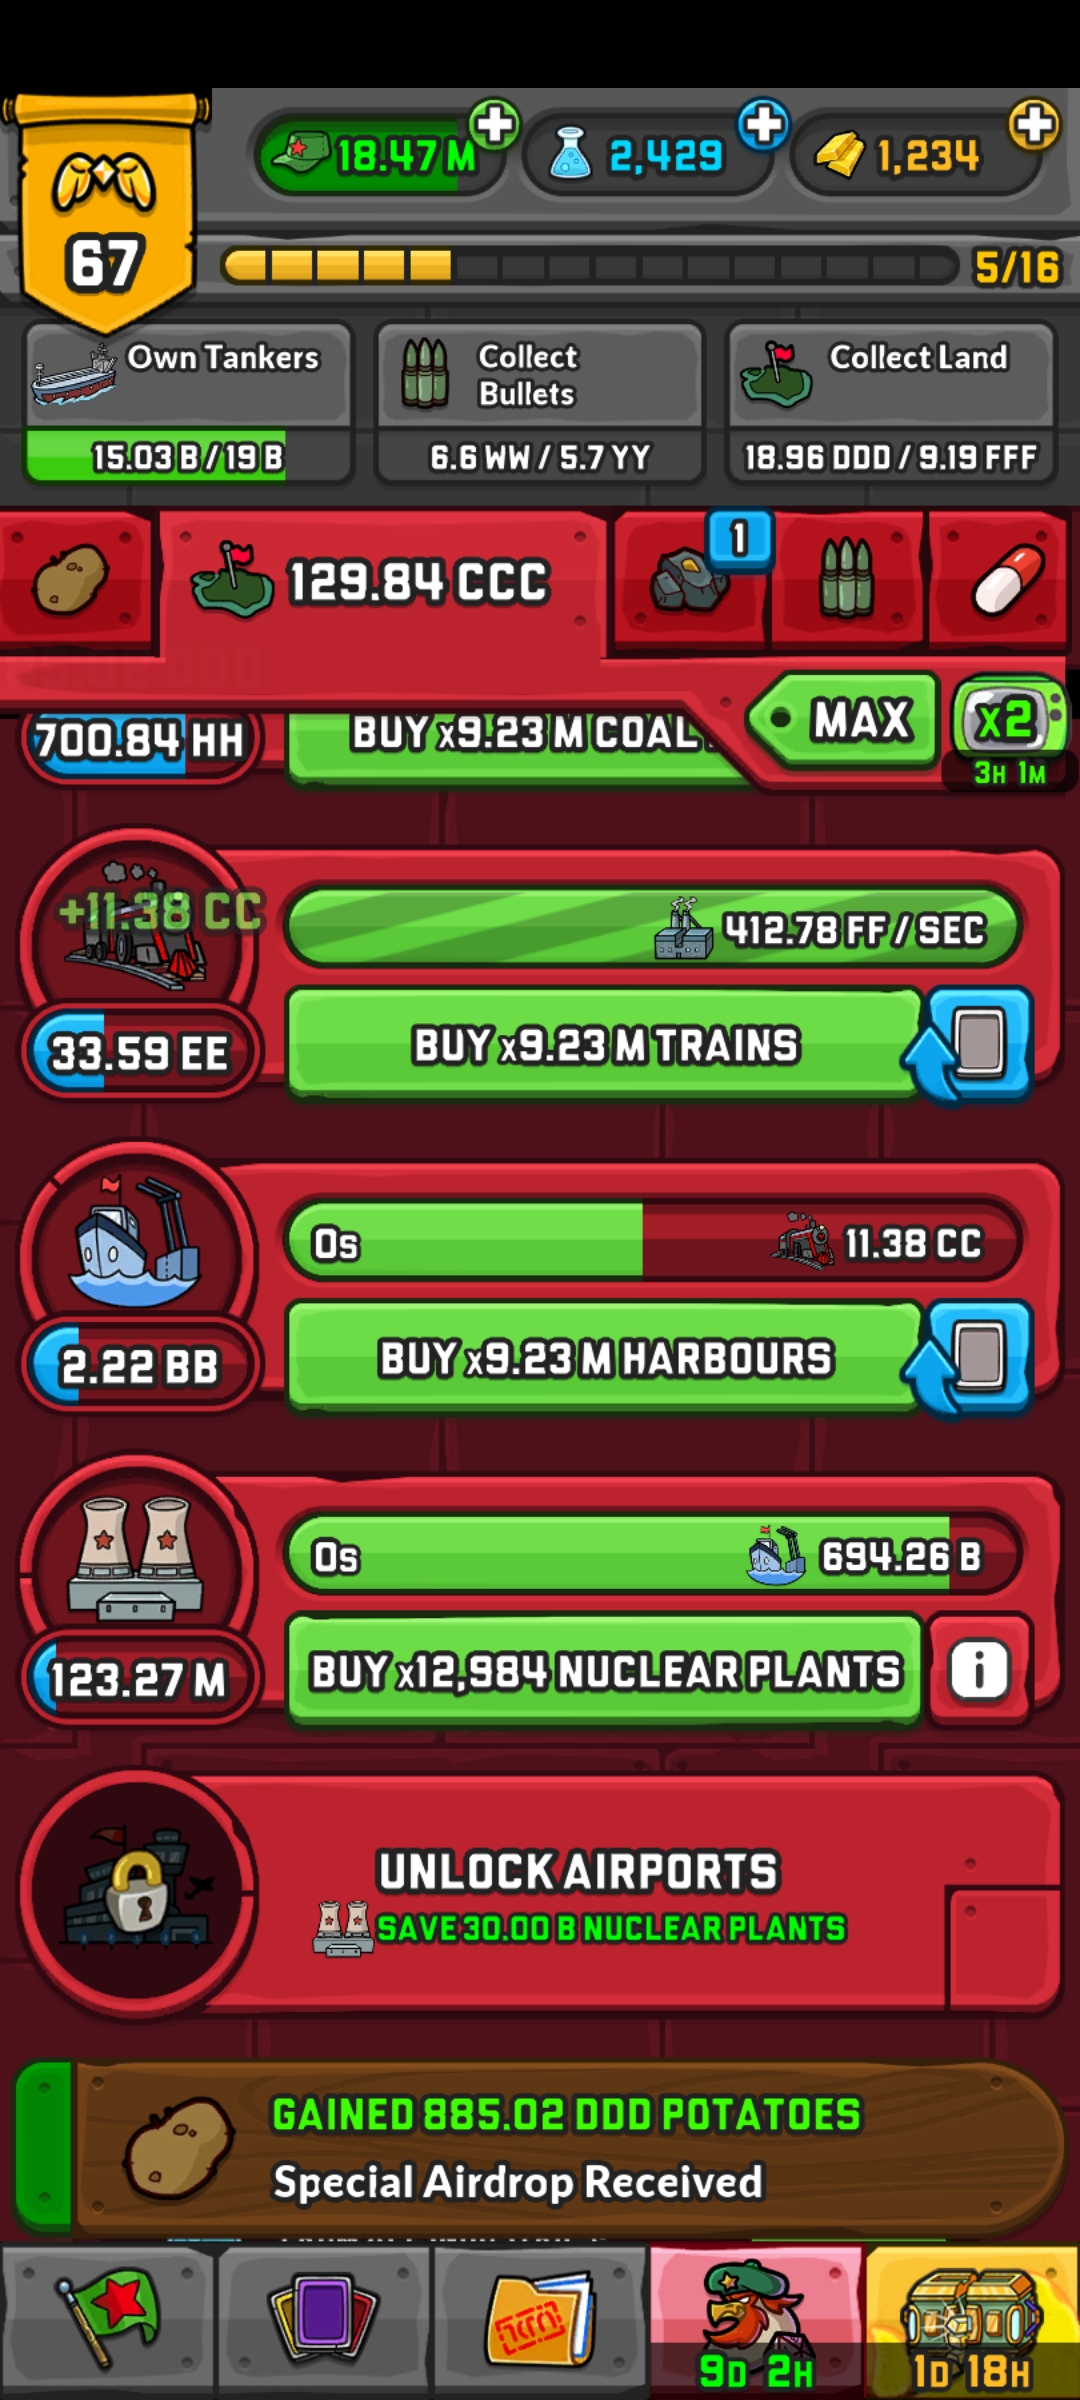 18.47 M
2,429
1,234
67
5/16
Own Tankers
15.03 B / 19 B
Collect
Bullets
6.6 WW / 5.7 YY
Collect Land
18.96 DDD / 9.19 FFF
129.84 CCC
1
MAX
x2
3H 1M
700.84 HH
BUY x9.23 M COAL
+11.38 CC
412.78 FF / SEC
33.59 EE
BUY x9.23 M TRAINS
0s
11.38 CC
2.22 BB
BUY x9.23 M HARBOURS
0s
694.26 B
123.27 M
BUY x12,984 NUCLEAR PLANTS
i
UNLOCK AIRPORTS
SAVE 30.00 B NUCLEAR PLANTS
GAINED 885.02 DDD POTATOES
Special Airdrop Received
9D 2H
1D 18H